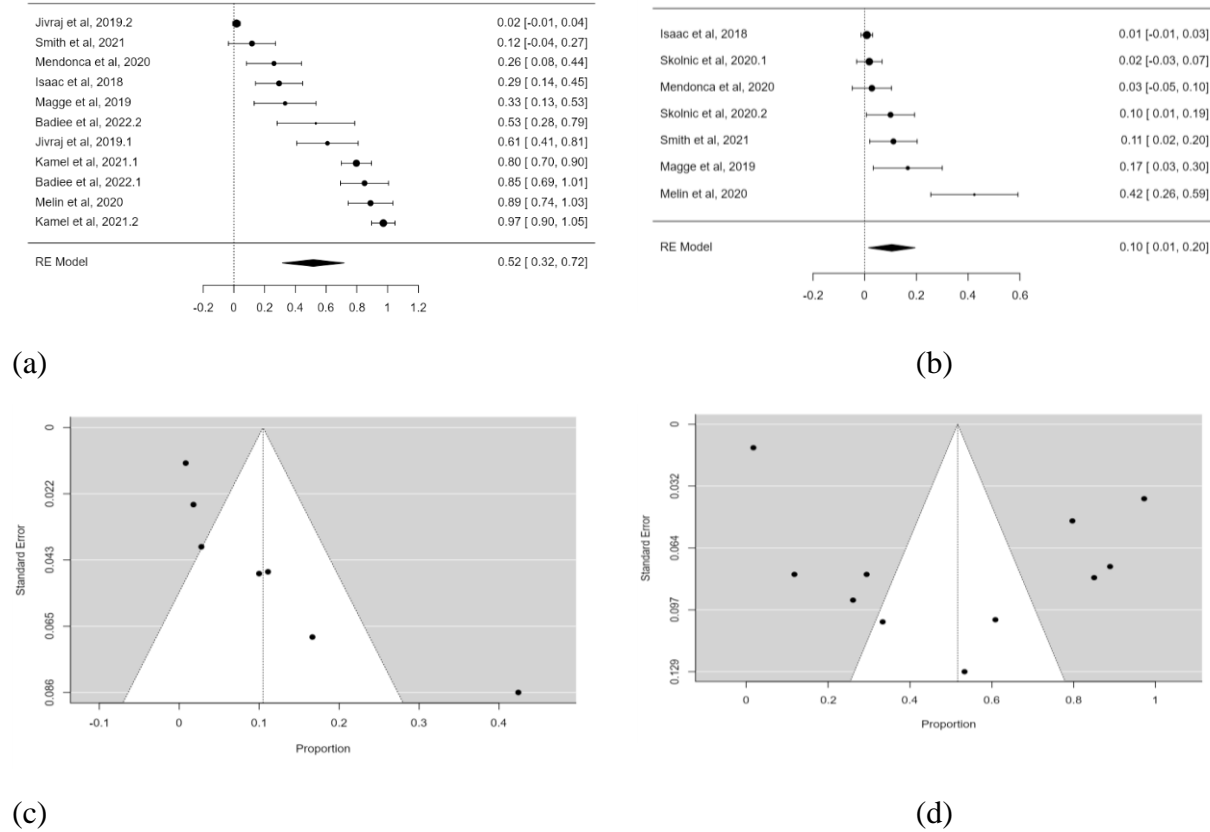 Jivraj et al, 2019.2 0.02 [-0.01, 0.04]
Smith et al, 2021 0.12 [-0.04, 0.27]
Mendonca et al, 2020 0.26 [ 0.08, 0.44]
Isaac et al, 2018 0.29 [ 0.14, 0.45]
Magge et al, 2019 0.33 [ 0.13, 0.53]
Badiee et al, 2022.2 0.53 [ 0.28, 0.79]
Jivraj et al, 2019.1 0.61 [ 0.41, 0.81]
Kamel et al, 2021.1 0.80 [ 0.70, 0.90]
Badiee et al, 2022.1 0.85 [ 0.69, 1.01]
Melin et al, 2020 0.89 [ 0.74, 1.03]
Kamel et al, 2021.2 0.97 [ 0.90, 1.05]
RE Model 0.52 [ 0.32, 0.72]
-0.2 0 0.2 0.4 0.6 0.8 1 1.2
(a)
Isaac et al, 2018 0.01 [-0.01, 0.03]
Skolnic et al, 2020.1 0.02 [-0.03, 0.07]
Mendonca et al, 2020 0.03 [-0.05, 0.10]
Skolnic et al, 2020.2 0.10 [ 0.01, 0.19]
Smith et al, 2021 0.11 [ 0.02, 0.20]
Magge et al, 2019 0.17 [ 0.03, 0.30]
Melin et al, 2020 0.42 [ 0.26, 0.59]
RE Model 0.10 [ 0.01, 0.20]
-0.2 0 0.2 0.4 0.6
(b)
Standard Error
0
0.022
0.043
0.065
0.086
-0.1 0 0.1 0.2 0.3 0.4
Proportion
(c)
Standard Error
0
0.032
0.064
0.097
0.129
0 0.2 0.4 0.6 0.8 1
Proportion
(d)